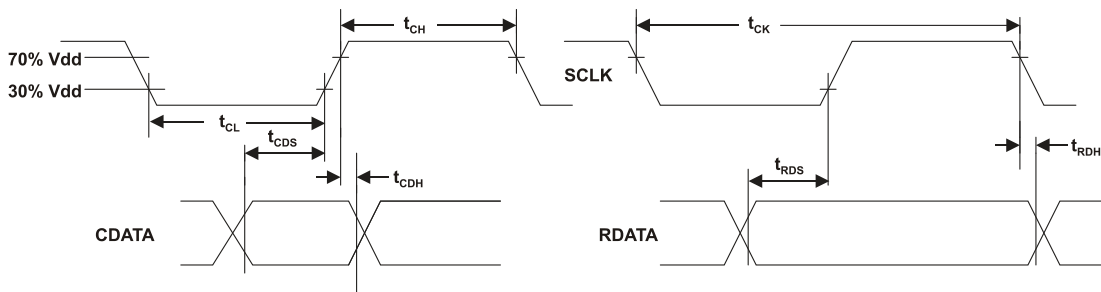 tCH
tCK
70% Vdd
SCLK
30% Vdd
tCL
tCDS
tRDH
tCDH
tRDS
CDATA
RDATA